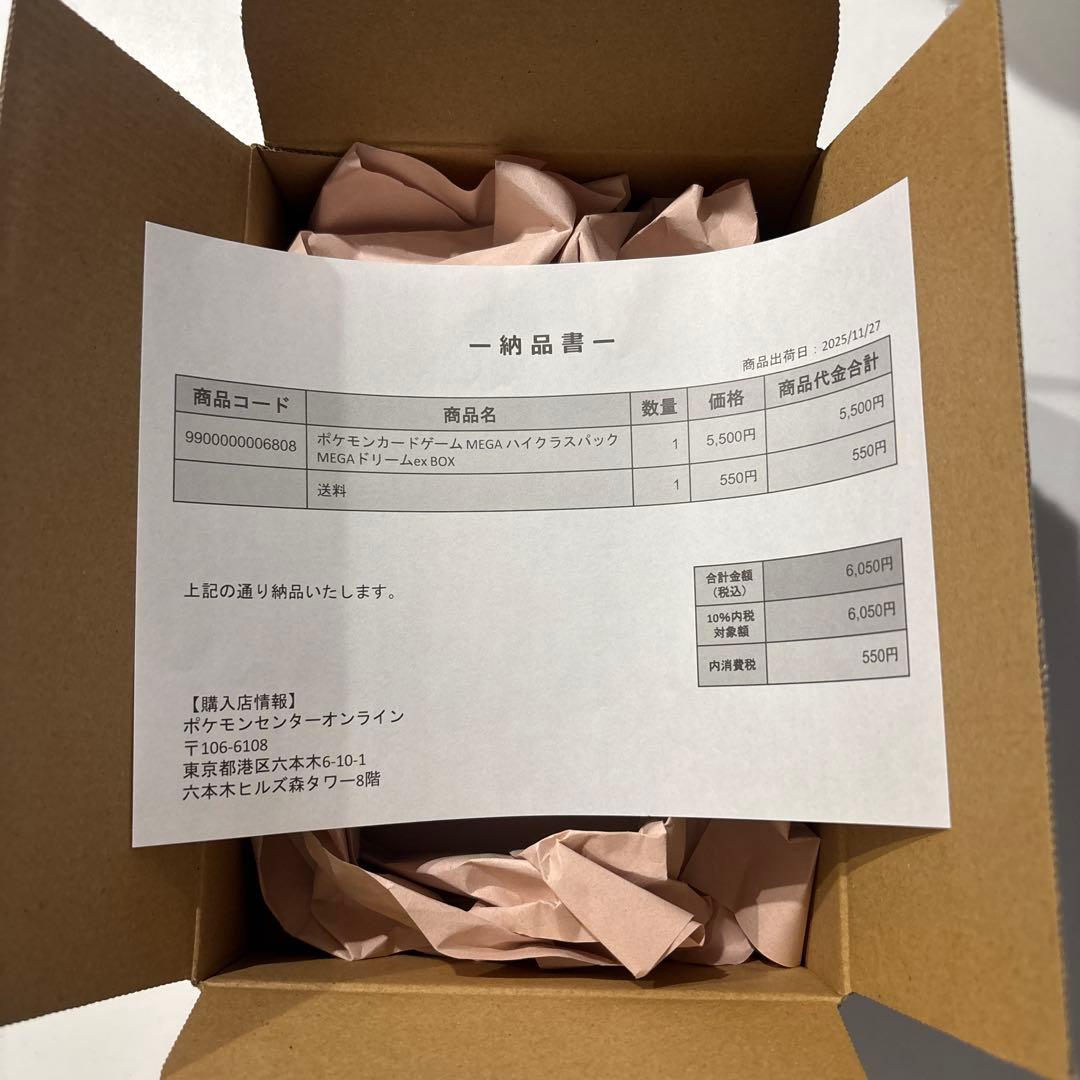 ー納品書ー
商品出荷日：2025/11/27
商品コード 商品名 数量 価格 商品代金合計
9900000006808 ポケモンカードゲーム MEGA ハイクラスパック 1 5,500円 5,500円
MEGAドリームex BOX
送料 1 550円 550円
上記の通り納品いたします。
合計金額 6,050円
（税込）
10%内税 6,050円
対象額
内消費税 550円
【購入店情報】
ポケモンセンターオンライン
〒106-6108
東京都港区六本木6-10-1
六本木ヒルズ森タワー8階